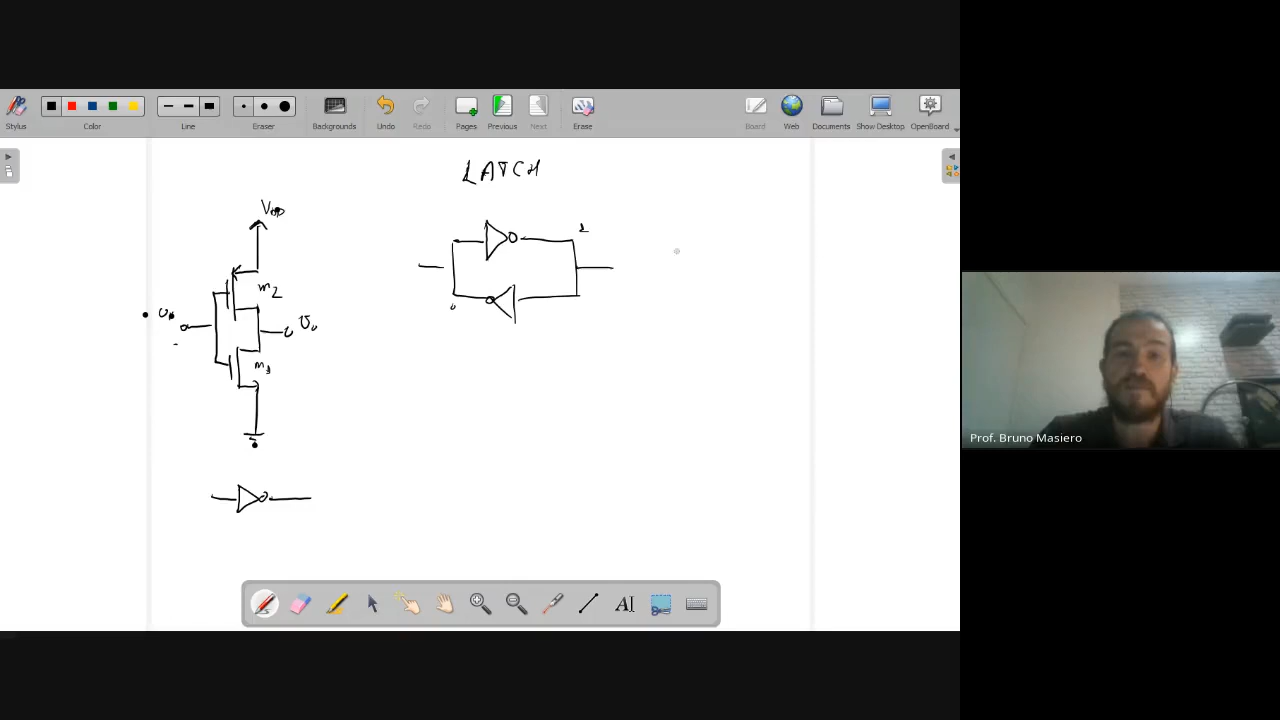 Stylus
Color
Line
Eraser
Backgrounds
Undo
Redo
Pages
Previous
Next
Erase
Board
Web
Documents
Show Desktop
OpenBoard
LATCH
VDD
1
M2
Vo
M1
0
Prof. Bruno Masiero
AI